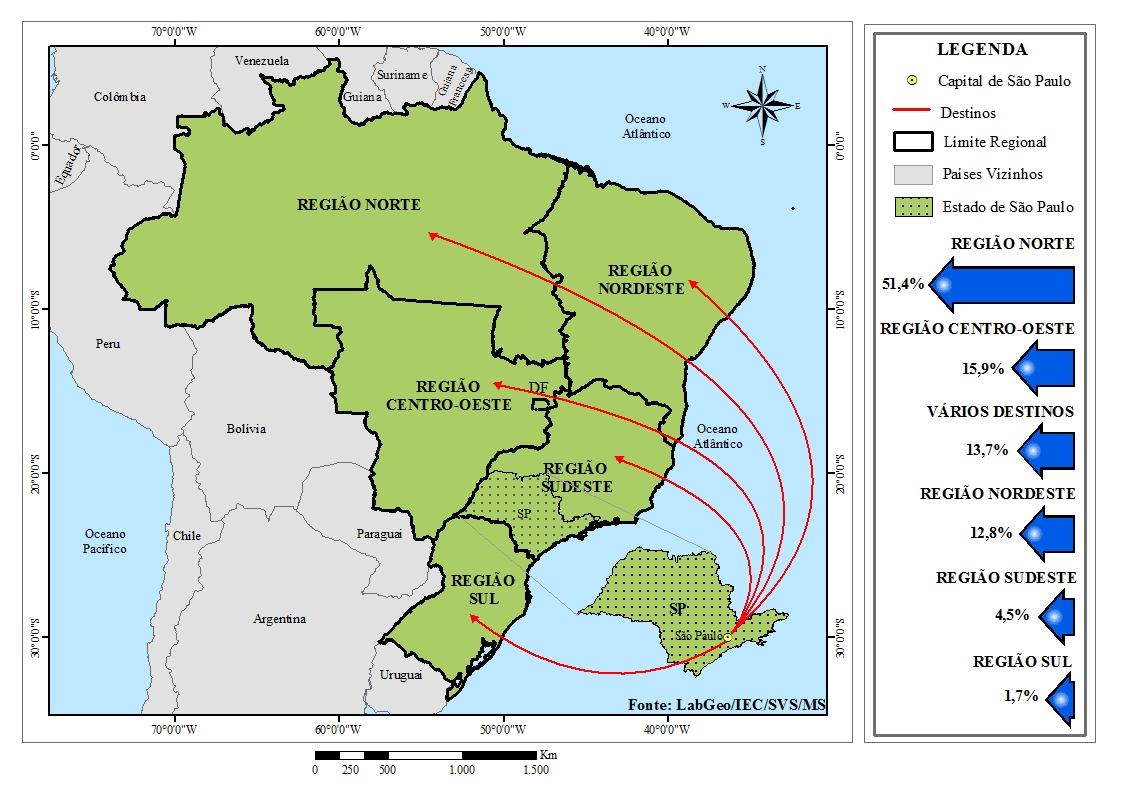 70°0'0"W 60°0'0"W 50°0'0"W 40°0'0"W
0°0'0"
10°0'0"S
20°0'0"S
30°0'0"S
0°0'0"
10°0'0"S
20°0'0"S
30°0'0"S
Venezuela
Colômbia
Suriname
Guiana
Guiana
Francesa
Equador
Oceano
Atlântico
N
W E
S
REGIÃO NORTE
REGIÃO
NORDESTE
Peru
REGIÃO
CENTRO-OESTE
DF
Bolívia
Oceano
Atlântico
REGIÃO
SUDESTE
SP
Oceano
Pacífico
Chile
Paraguai
REGIÃO
SUL
Argentina
SP
São Paulo
Uruguai
Fonte: LabGeo/IEC/SVS/MS
70°0'0"W 60°0'0"W 50°0'0"W 40°0'0"W
Km
0 250 500 1.000 1.500
LEGENDA
Capital de São Paulo
Destinos
Limite Regional
Paises Vizinhos
Estado de São Paulo
REGIÃO NORTE
51,4%
REGIÃO CENTRO-OESTE
15,9%
VÁRIOS DESTINOS
13,7%
REGIÃO NORDESTE
12,8%
REGIÃO SUDESTE
4,5%
REGIÃO SUL
1,7%